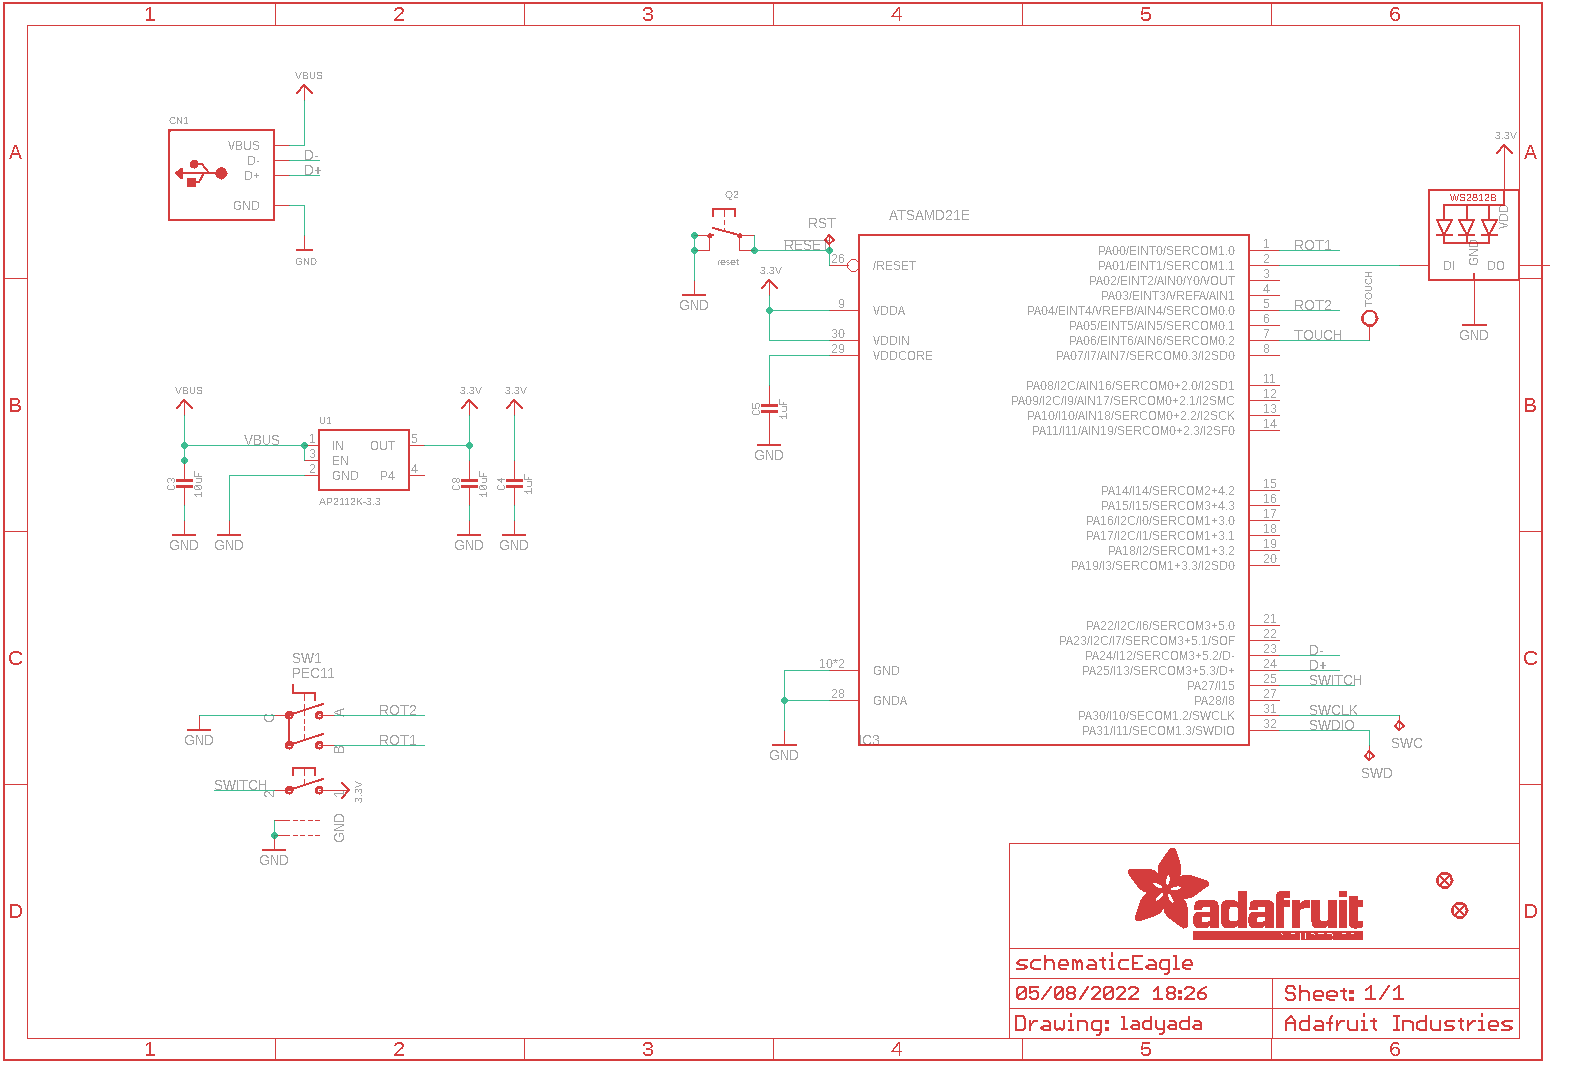 1 2 3 4 5 6
A
B
C
D
A
B
C
D
VBUS
CN1
VBUS
D-
D+
GND
D-
D+
GND
VBUS
VBUS
C3
10uF
GND
GND
U1
1 IN
3 EN
2 GND
OUT 5
P4 4
AP2112K-3.3
3.3V
C8
10uF
GND
3.3V
C4
1uF
GND
SW1
PEC11
C
A
B
ROT2
ROT1
GND
SWITCH
2
1
3.3V
GND
GND
Q2
reset
GND
RST
RESE
3.3V
C5
1uF
GND
ATSAMD21E
26 /RESET
9 VDDA
30 VDDIN
29 VDDCORE
10*2 GND
28 GNDA
GND
IC3
PA00/EINT0/SERCOM1.0 1 ROT1
PA01/EINT1/SERCOM1.1 2
PA02/EINT2/AIN0/Y0/VOUT 3
PA03/EINT3/VREFA/AIN1 4
PA04/EINT4/VREFB/AIN4/SERCOM0.0 5 ROT2
PA05/EINT5/AIN5/SERCOM0.1 6
PA06/EINT6/AIN6/SERCOM0.2 7 TOUCH
PA07/I7/AIN7/SERCOM0.3/I2SD0 8
PA08/I2C/AIN16/SERCOM0+2.0/I2SD1 11
PA09/I2C/I9/AIN17/SERCOM0+2.1/I2SMC 12
PA10/I10/AIN18/SERCOM0+2.2/I2SCK 13
PA11/I11/AIN19/SERCOM0+2.3/I2SF0 14
PA14/I14/SERCOM2+4.2 15
PA15/I15/SERCOM3+4.3 16
PA16/I2C/I0/SERCOM1+3.0 17
PA17/I2C/I1/SERCOM1+3.1 18
PA18/I2/SERCOM1+3.2 19
PA19/I3/SERCOM1+3.3/I2SD0 20
PA22/I2C/I6/SERCOM3+5.0 21
PA23/I2C/I7/SERCOM3+5.1/SOF 22
PA24/I12/SERCOM3+5.2/D- 23 D-
PA25/I13/SERCOM3+5.3/D+ 24 D+
PA27/I15 25 SWITCH
PA28/I8 27
PA30/I10/SECOM1.2/SWCLK 31 SWCLK
PA31/I11/SECOM1.3/SWDIO 32 SWDIO
SWC
SWD
TOUCH
3.3V
WS2812B
VDD
GND
DI
DO
GND
adafruit
schematicEagle
05/08/2022 18:26
Sheet: 1/1
Drawing: ladyada
Adafruit Industries
1 2 3 4 5 6